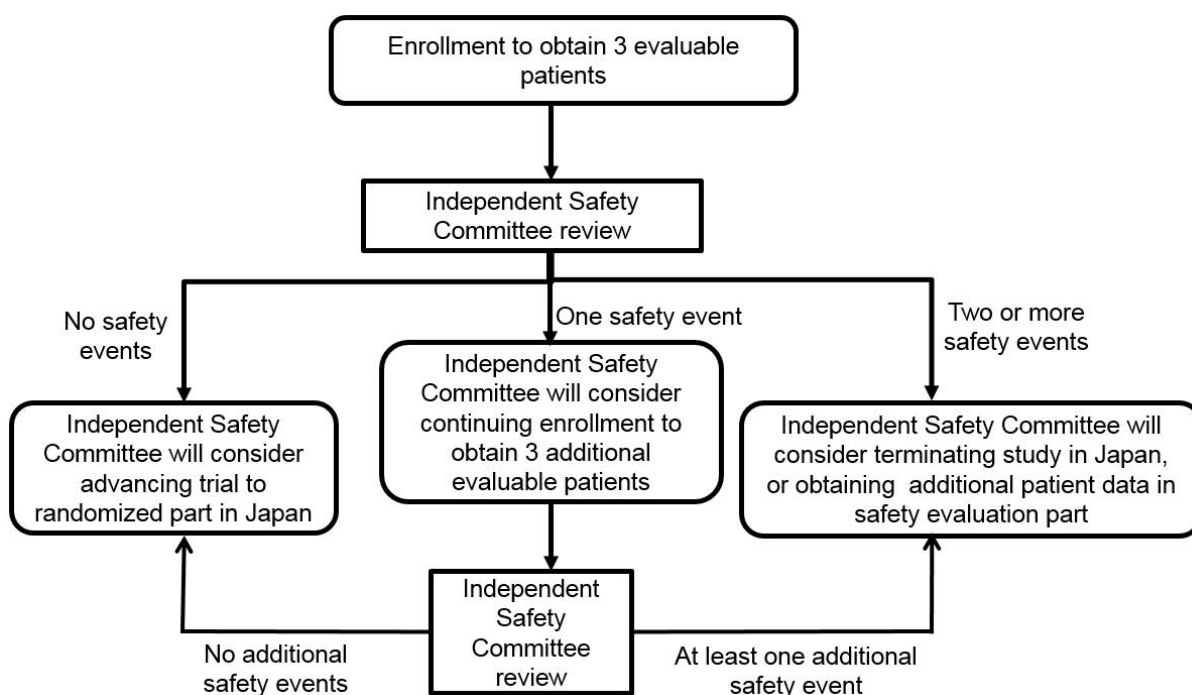 Enrollment to obtain 3 evaluable
patients
Independent Safety
Committee review
No safety
events
One safety event
Two or more
safety events
Independent Safety
Committee will consider
advancing trial to
randomized part in Japan
Independent Safety
Committee will consider
continuing enrollment to
obtain 3 additional
evaluable patients
Independent Safety Committee will
consider terminating study in Japan,
or obtaining additional patient data in
safety evaluation part
Independent
Safety
Committee
review
No additional
safety events
At least one additional
safety event